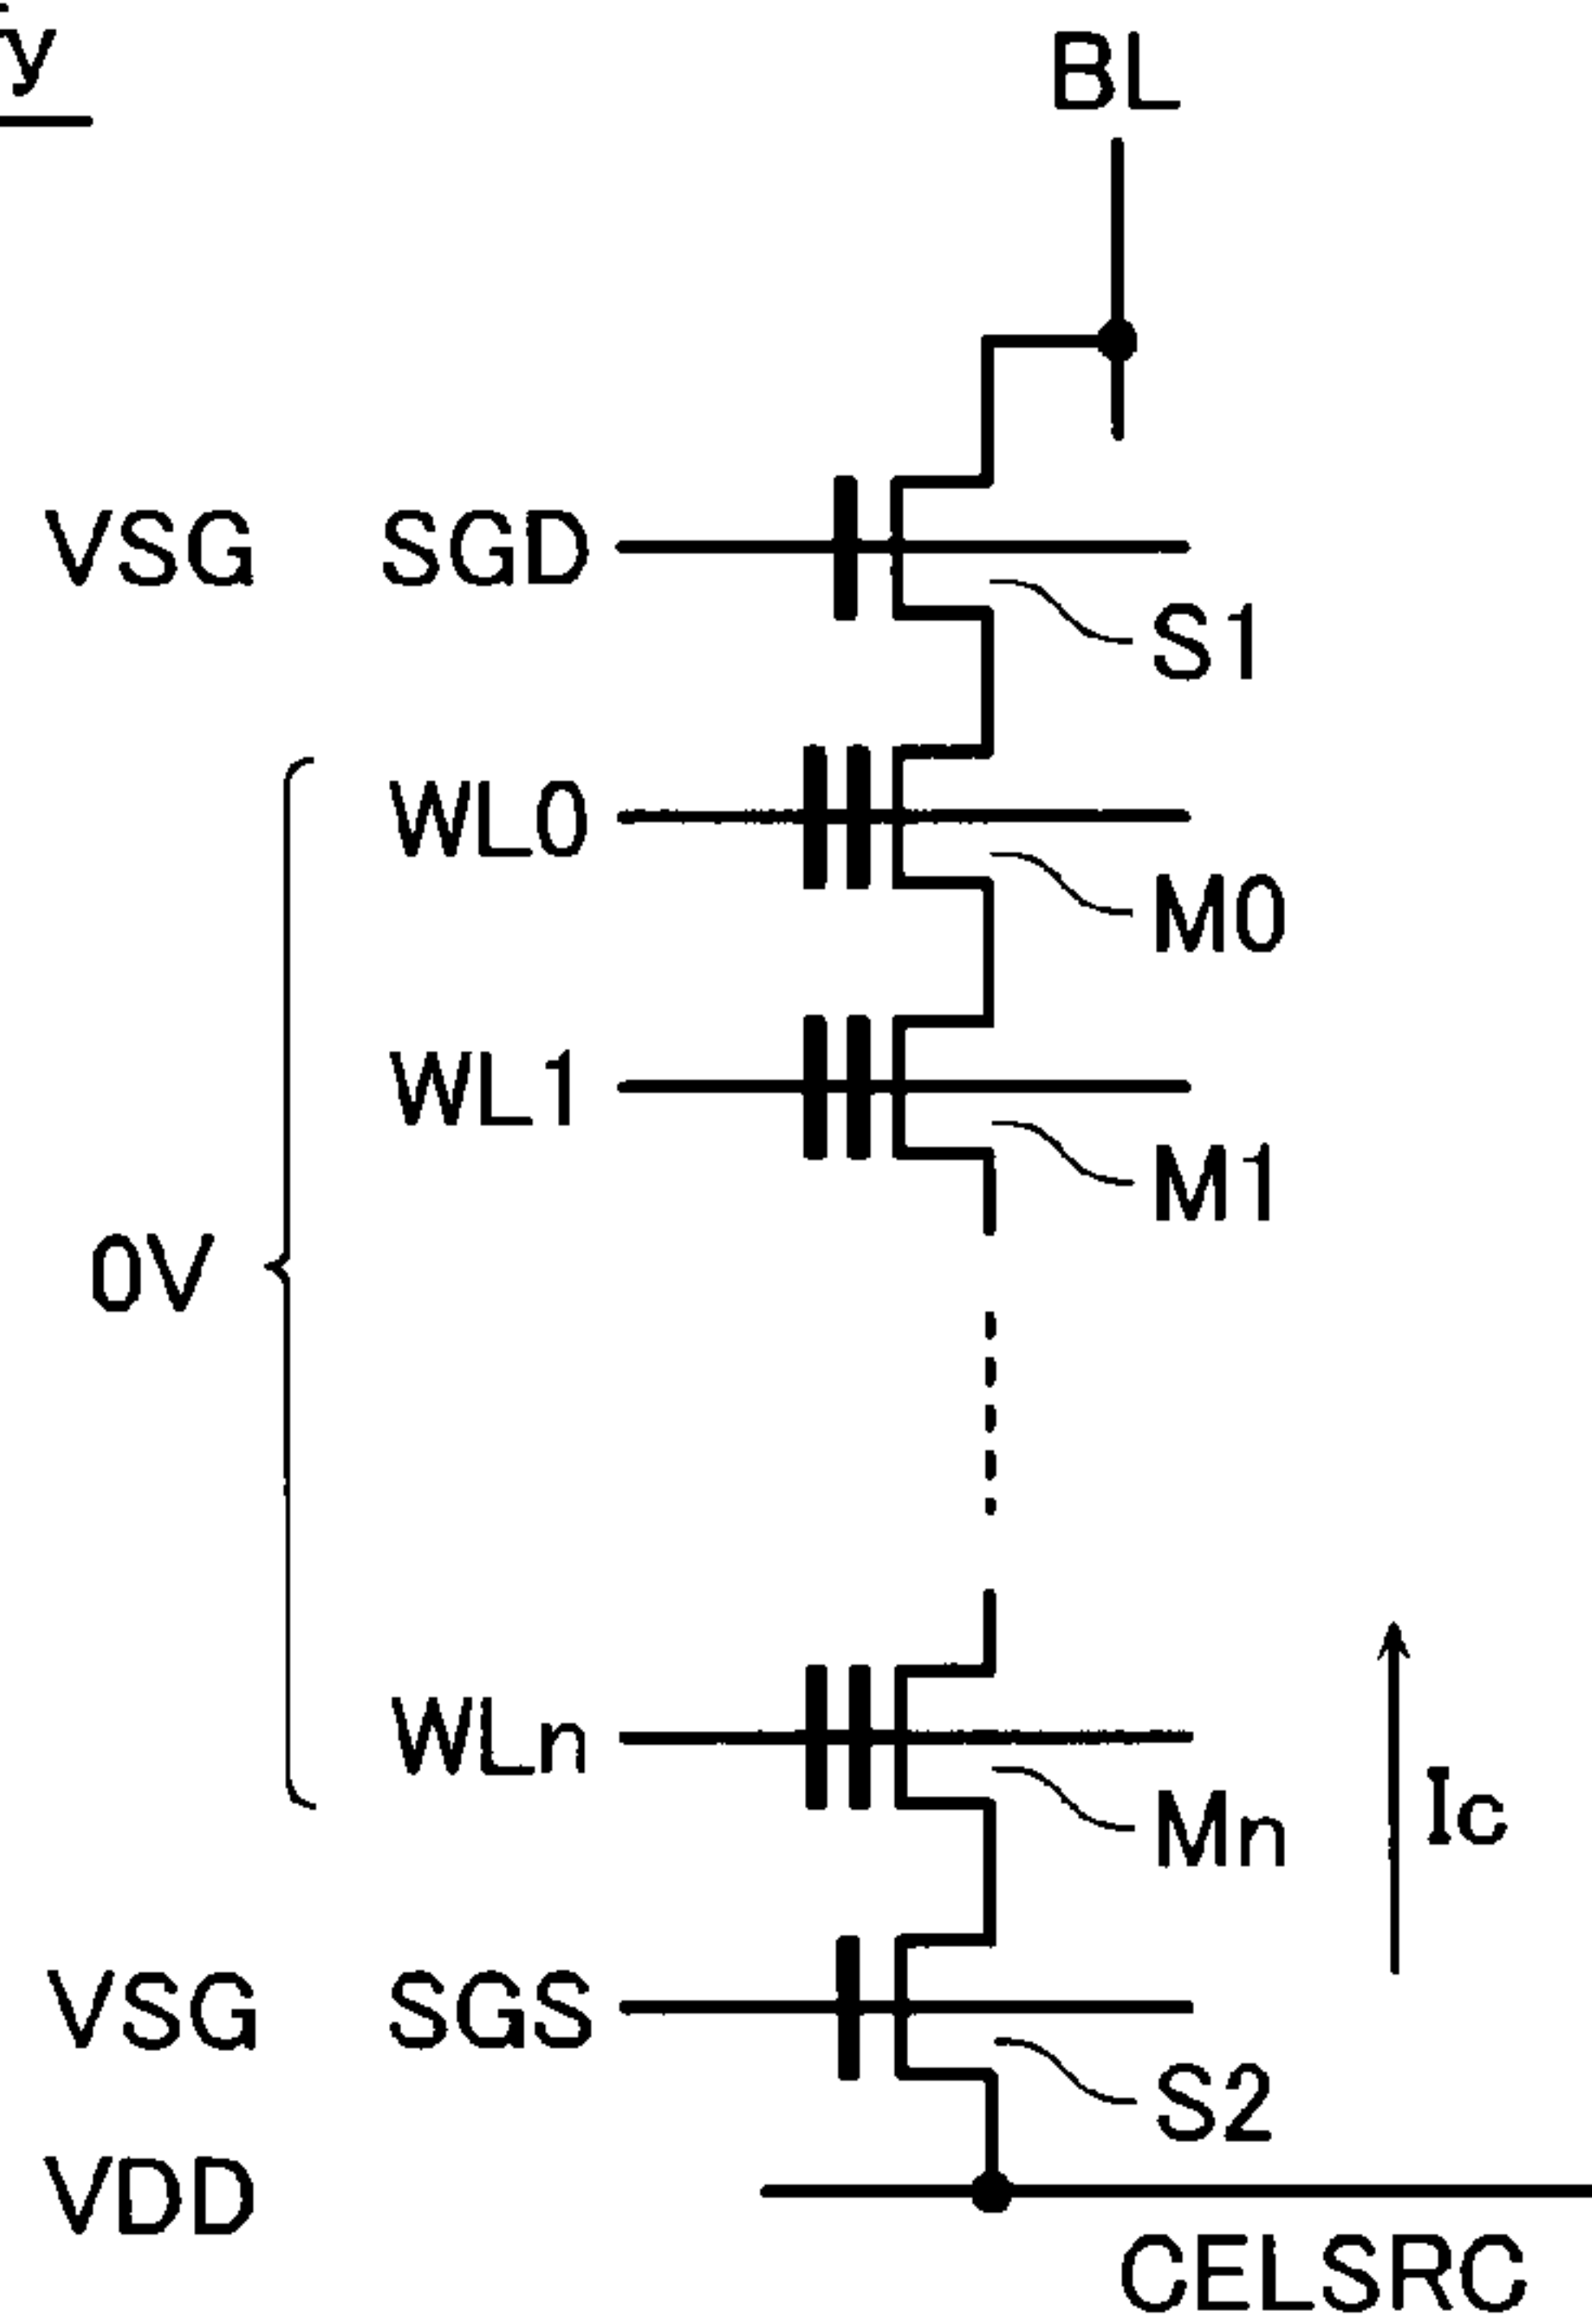 y
BL
VSG SGD
S1
WL0
M0
WL1
M1
0V
WLn
Mn
Ic
VSG SGS
S2
VDD
CELSRC